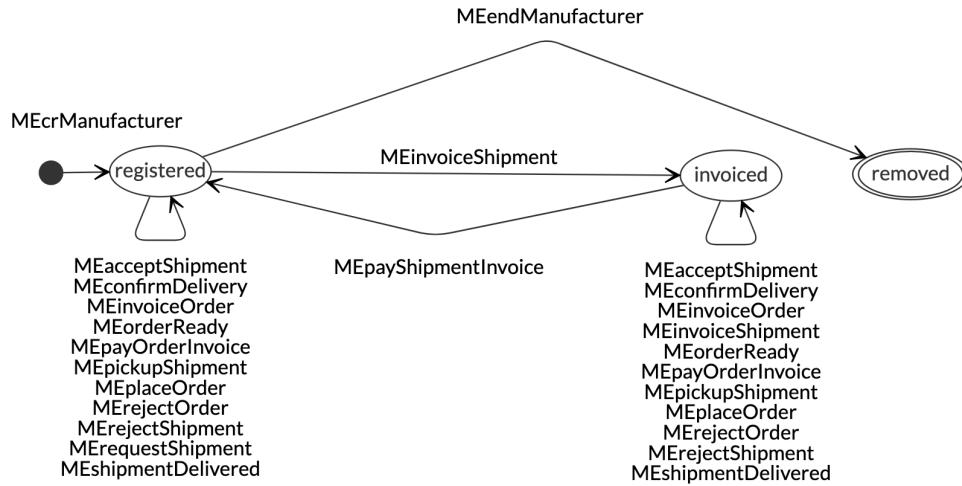 MEendManufacturer
MEcrManufacturer
registered
MEinvoiceShipment
invoiced
removed
MEpayShipmentInvoice
MEacceptShipment
MEconfirmDelivery
MEinvoiceOrder
MEorderReady
MEpayOrderInvoice
MEpickupShipment
MEplaceOrder
MErejectOrder
MErejectShipment
MErequestShipment
MEshipmentDelivered
MEacceptShipment
MEconfirmDelivery
MEinvoiceOrder
MEinvoiceShipment
MEorderReady
MEpayOrderInvoice
MEpickupShipment
MEplaceOrder
MErejectOrder
MErejectShipment
MEshipmentDelivered